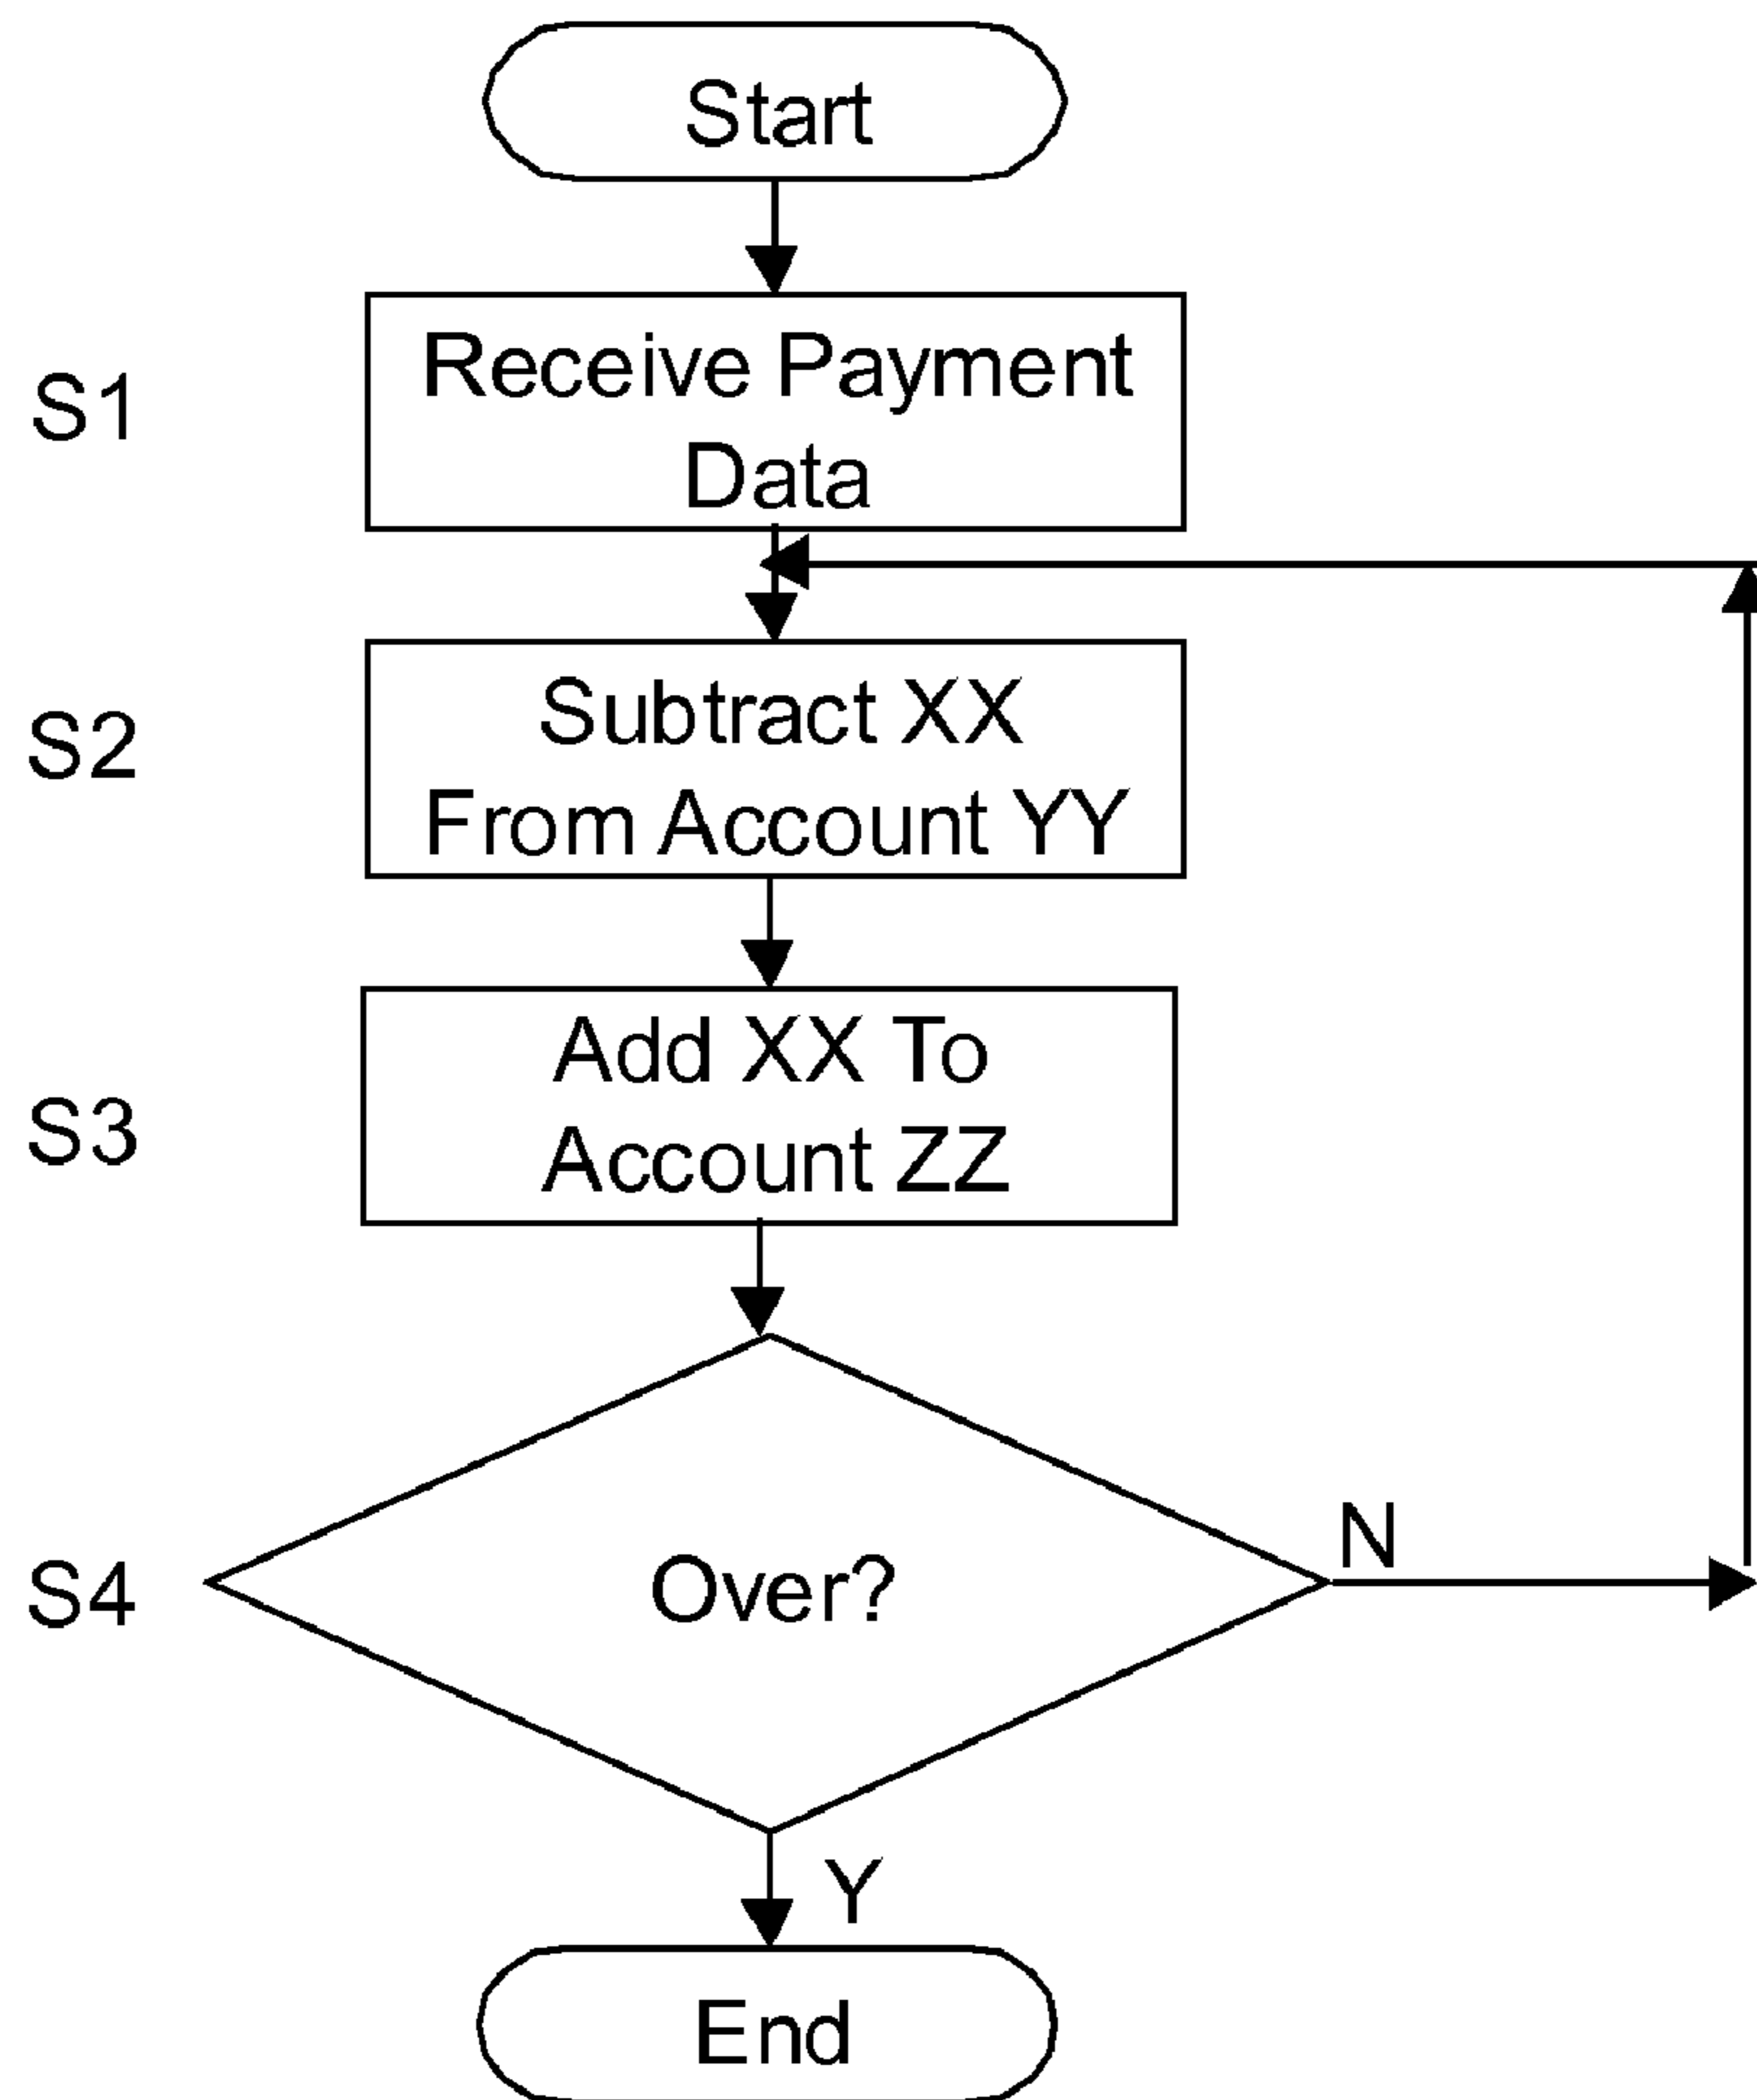 Start
S1
Receive Payment
Data
S2
Subtract XX
From Account YY
S3
Add XX To
Account ZZ
S4
Over?
N
Y
End